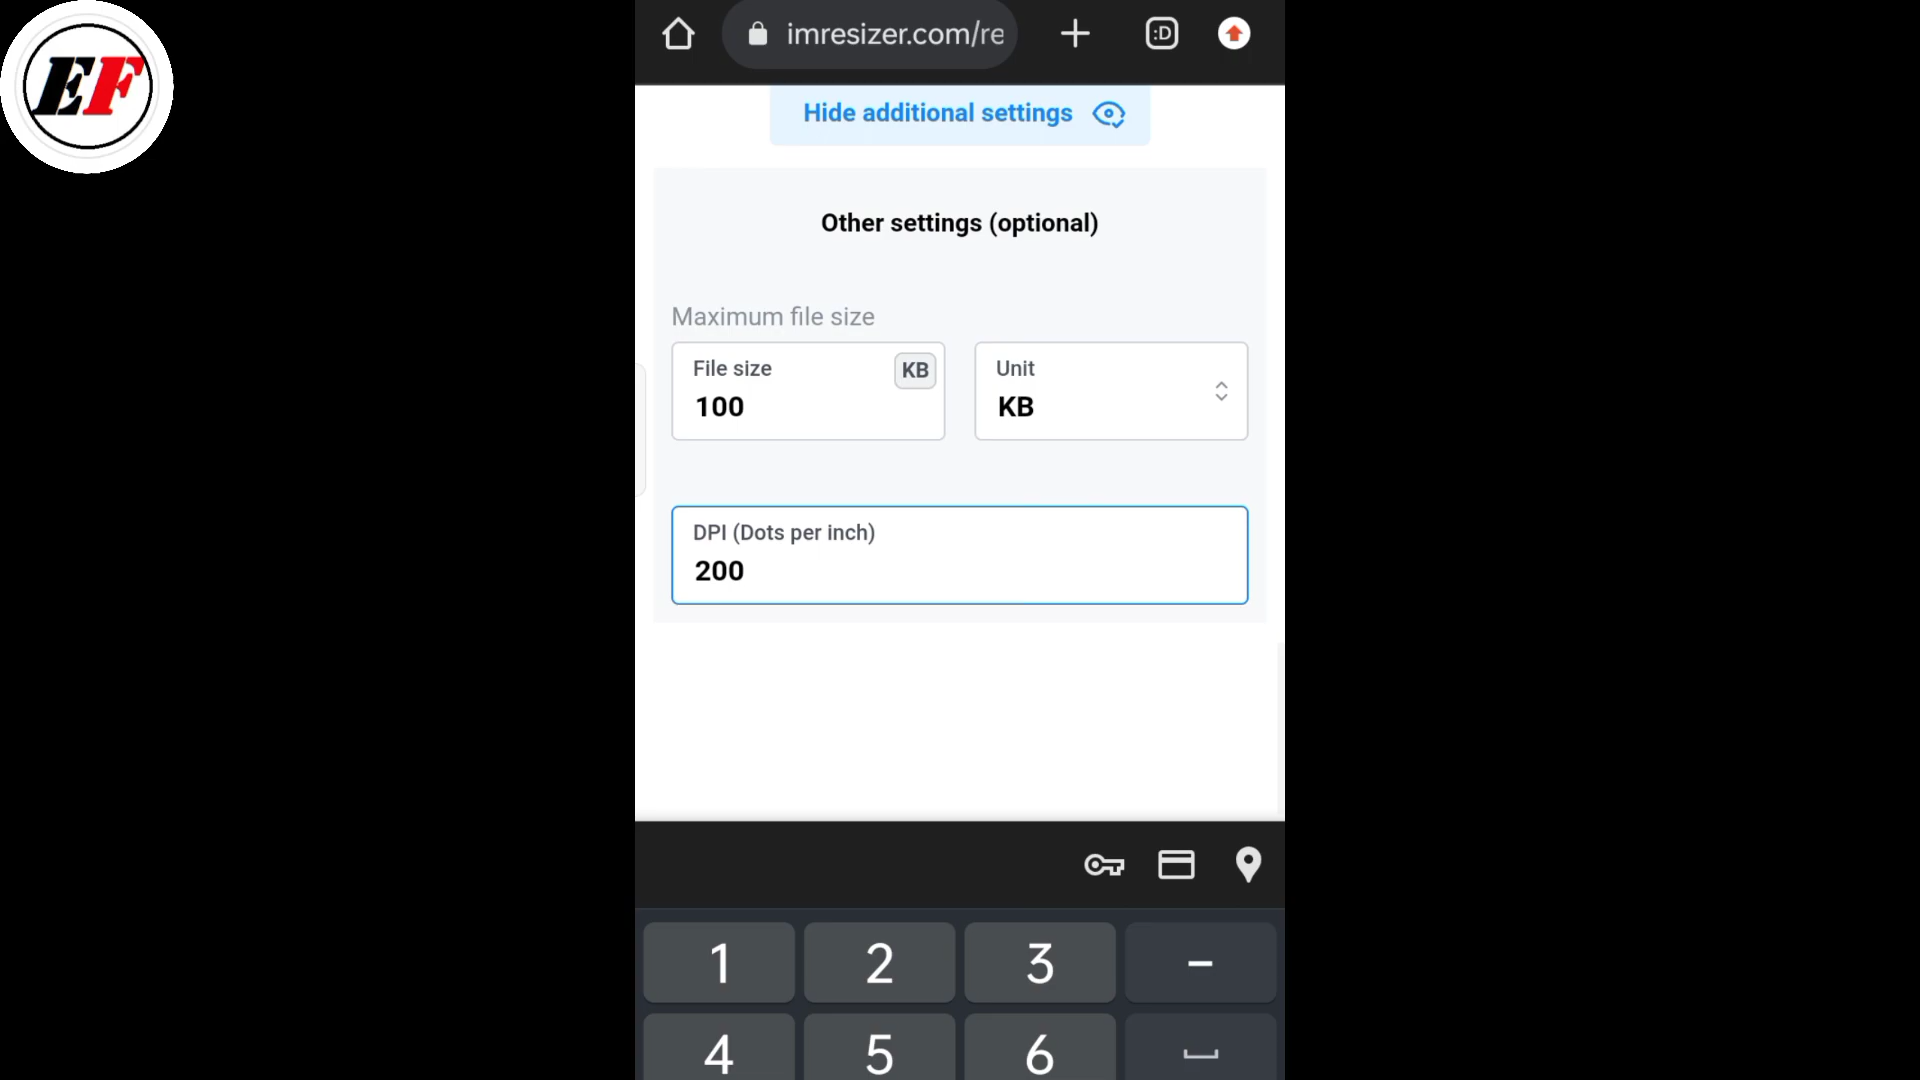 EF
imresizer.com/re
:D
Hide additional settings
Other settings (optional)
Maximum file size
File size
KB
100
Unit
KB
DPI (Dots per inch)
200
1 2 3 -
4 5 6